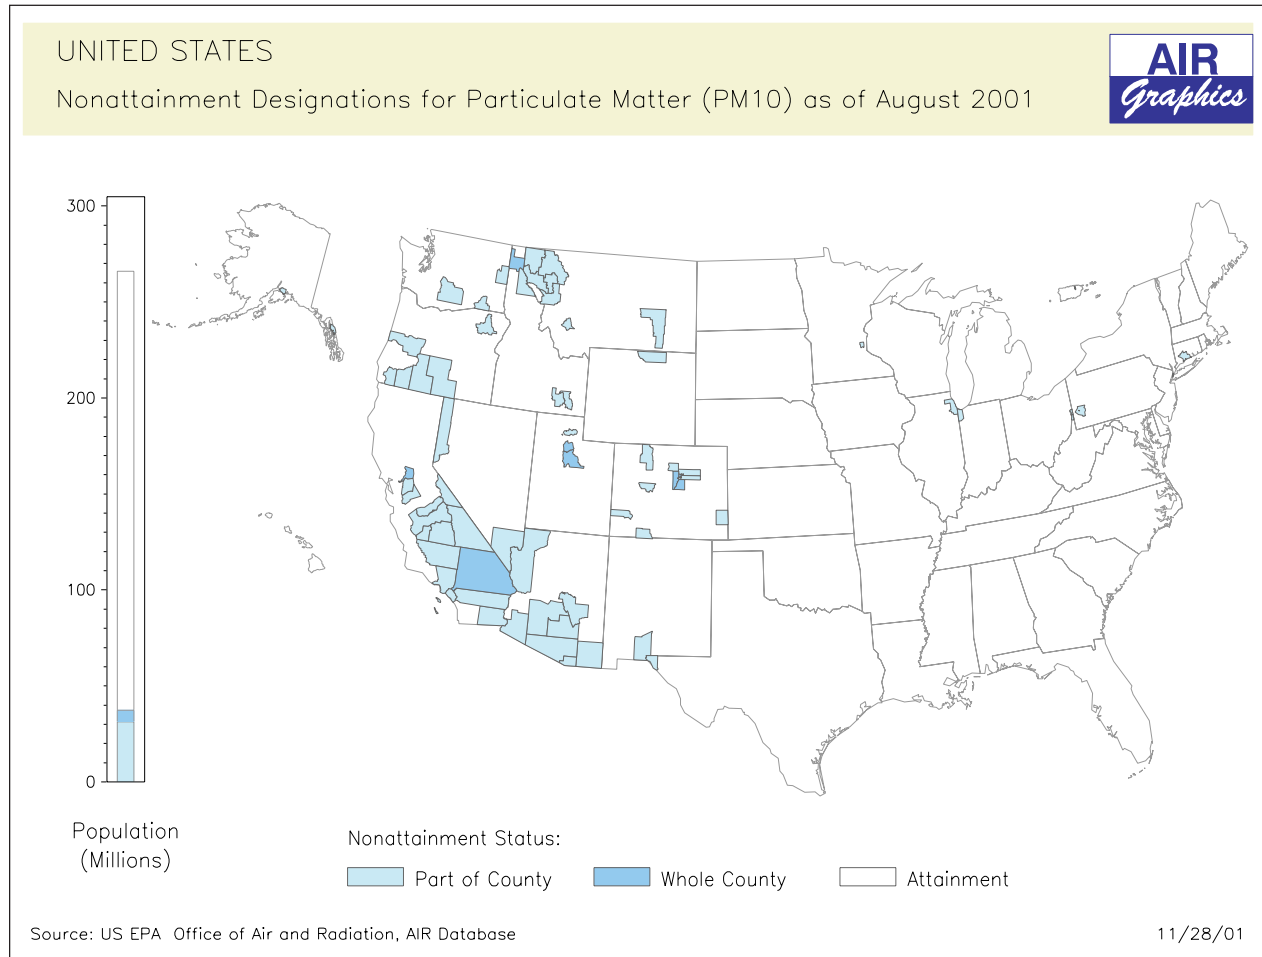 UNITED STATES
Nonattainment Designations for Particulate Matter (PM10) as of August 2001
AIR
Graphics
300
200
100
0
Population
(Millions)
Nonattainment Status:
Part of County
Whole County
Attainment
Source: US EPA  Office of Air and Radiation, AIR Database
11/28/01